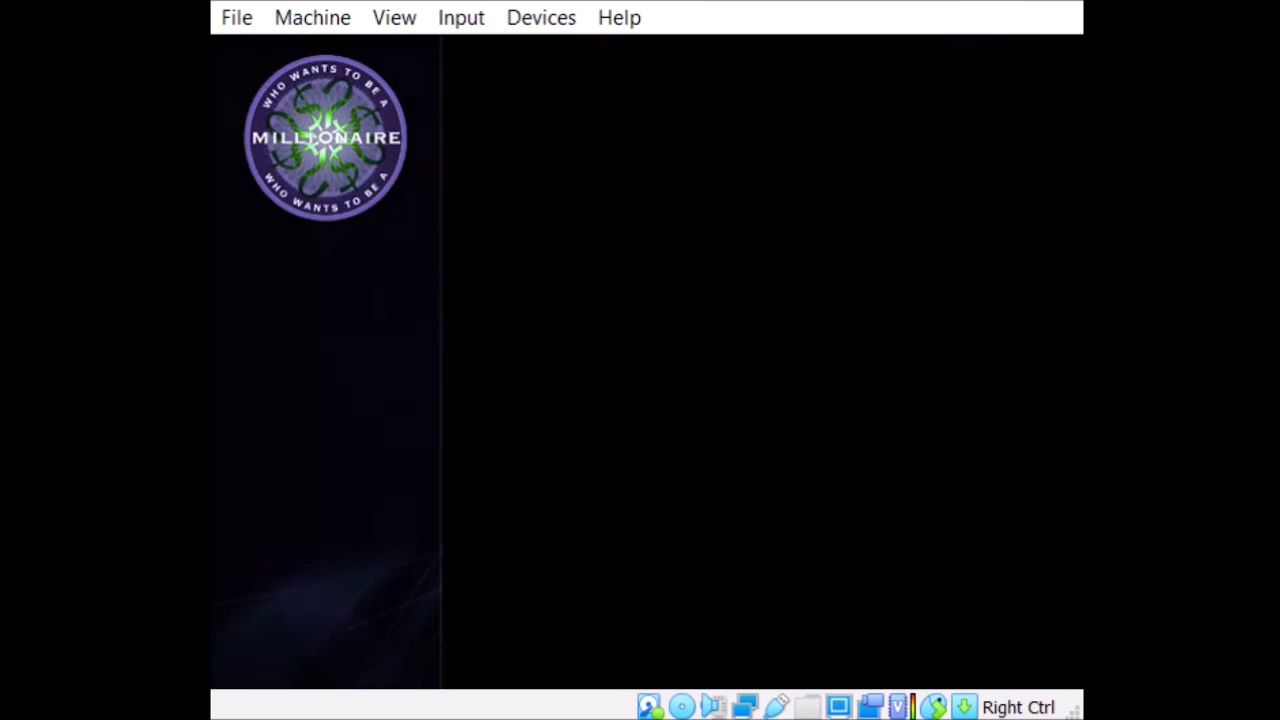 File Machine View Input Devices Help
WHO WANTS TO BE A
MILLIONAIRE
WHO WANTS TO BE A
V
Right Ctrl